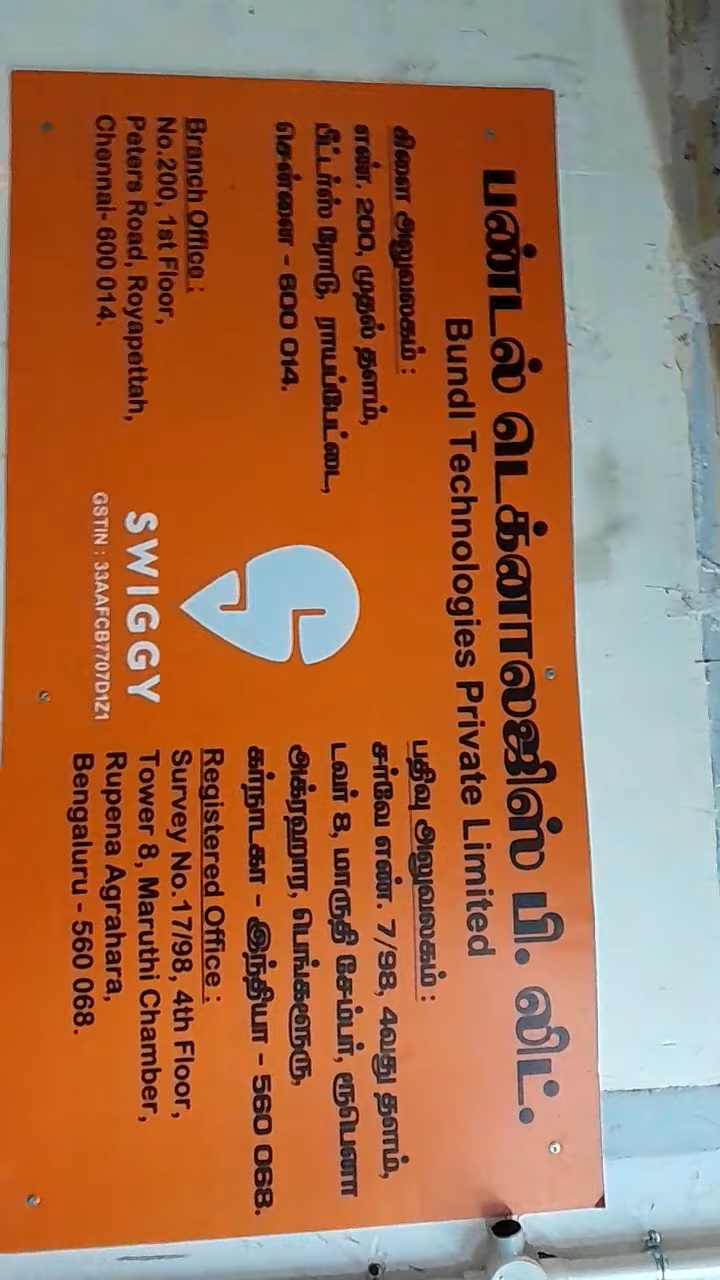 பண்டல் டெக்னாலஜிஸ் பி. லிட்.
Bundl Technologies Private Limited
கிளை அலுவலகம் :
எண். 200, முதல் தளம்,
பீட்டர்ஸ் ரோடு, ராயப்பேட்டை,
சென்னை - 600 014.
Branch Office :
No.200, 1st Floor,
Peters Road, Royapettah,
Chennai- 600 014.
SWIGGY
GSTIN : 33AAFCB7707D1Z1
பதிவு அலுவலகம் :
சர்வே எண். 7/98, 4வது தளம்,
டவர் 8, மாருதி சேம்பர், ரூபெனா
அக்ரஹார, பெங்களூரு,
கர்நாடகா - இந்தியா - 560 068.
Registered Office :
Survey No.17/98, 4th Floor,
Tower 8, Maruthi Chamber,
Rupena Agrahara,
Bengaluru - 560 068.